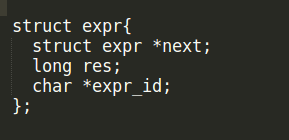 struct expr{
  struct expr *next;
  long res;
  char *expr_id;
};